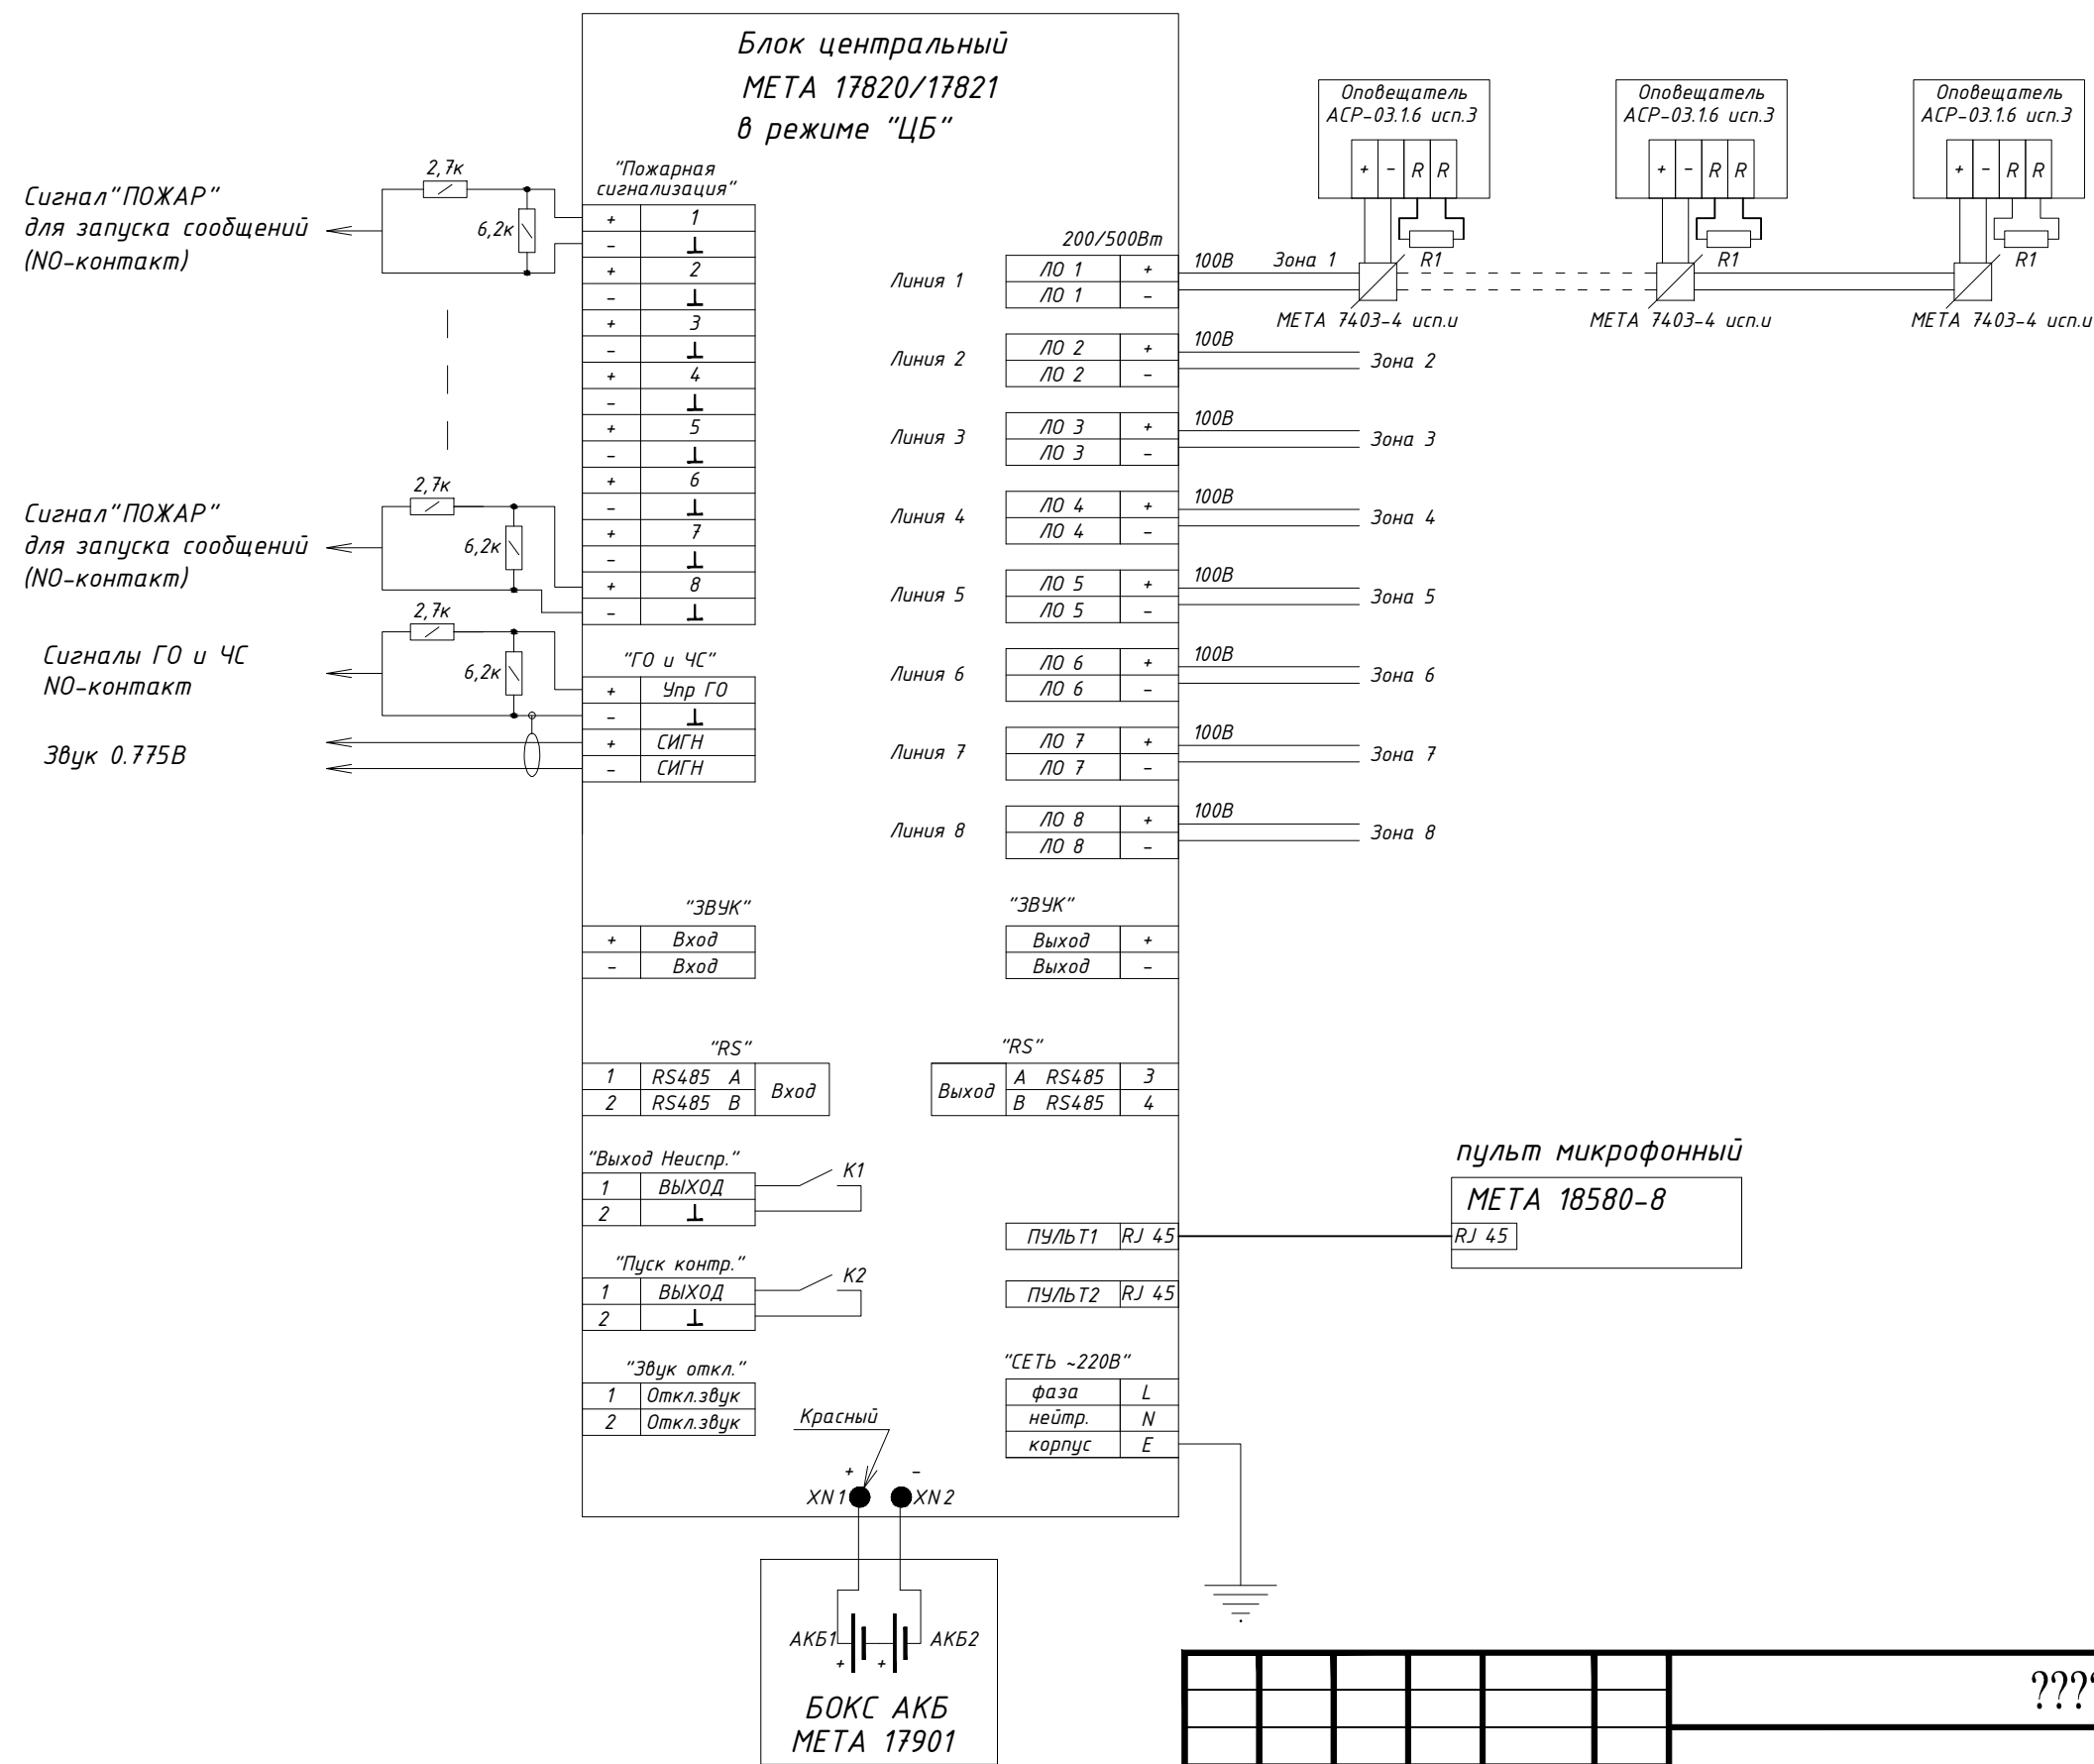 Блок центральный
МЕТА 17820/17821
в режиме "ЦБ"
"Пожарная
сигнализация"
+ 1
- ⊥
+ 2
- ⊥
+ 3
- ⊥
+ 4
- ⊥
+ 5
- ⊥
+ 6
- ⊥
+ 7
- ⊥
+ 8
- ⊥
Сигнал"ПОЖАР"
для запуска сообщений
(NO-контакт)
2,7к
6,2к
Сигнал"ПОЖАР"
для запуска сообщений
(NO-контакт)
2,7к
6,2к
Сигналы ГО и ЧС
NO-контакт
2,7к
6,2к
Звук 0.775В
"ГО и ЧС"
+ Упр ГО
- ⊥
+ СИГН
- СИГН
200/500Вт
Линия 1
ЛО 1 +
ЛО 1 -
100В Зона 1
Линия 2
ЛО 2 +
ЛО 2 -
100В
Зона 2
Линия 3
ЛО 3 +
ЛО 3 -
100В
Зона 3
Линия 4
ЛО 4 +
ЛО 4 -
100В
Зона 4
Линия 5
ЛО 5 +
ЛО 5 -
100В
Зона 5
Линия 6
ЛО 6 +
ЛО 6 -
100В
Зона 6
Линия 7
ЛО 7 +
ЛО 7 -
100В
Зона 7
Линия 8
ЛО 8 +
ЛО 8 -
100В
Зона 8
Оповещатель
АСР-03.1.6 исп.3
+ - R R
R1
МЕТА 7403-4 исп.и
Оповещатель
АСР-03.1.6 исп.3
+ - R R
R1
МЕТА 7403-4 исп.и
Оповещатель
АСР-03.1.6 исп.3
+ - R R
R1
МЕТА 7403-4 исп.и
"ЗВУК"
+ Вход
- Вход
"ЗВУК"
Выход +
Выход -
"RS"
1 RS485 A
2 RS485 B
Вход
"RS"
Выход
A RS485 3
B RS485 4
"Выход Неиспр."
1 ВЫХОД
2 ⊥
К1
"Пуск контр."
1 ВЫХОД
2 ⊥
К2
"Звук откл."
1 Откл.звук
2 Откл.звук
ПУЛЬТ1 RJ 45
ПУЛЬТ2 RJ 45
пульт микрофонный
МЕТА 18580-8
RJ 45
"СЕТЬ ~220В"
фаза L
нейтр. N
корпус E
Красный
+ -
XN1 XN2
АКБ1 АКБ2
+ +
БОКС АКБ
МЕТА 17901
????